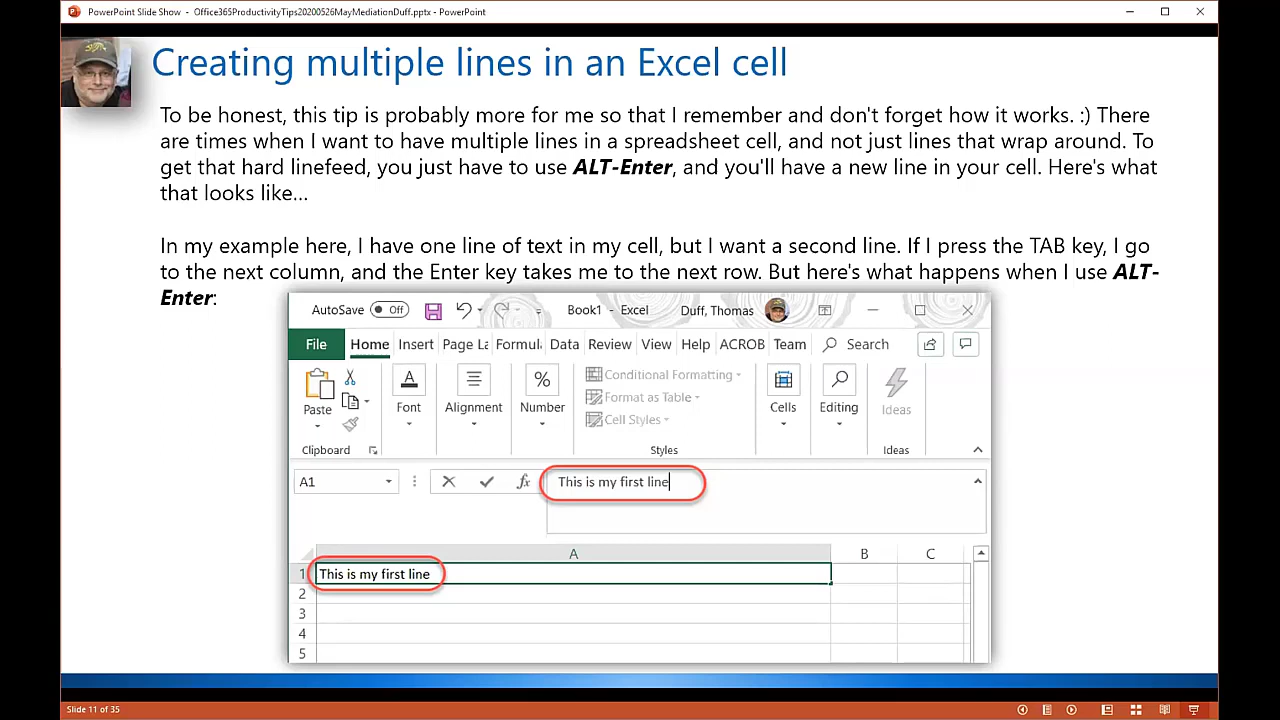 PowerPoint Slide Show - Office365ProductivityTips20200526MayMediationDuff.pptx - PowerPoint
Creating multiple lines in an Excel cell
To be honest, this tip is probably more for me so that I remember and don't forget how it works. :) There
are times when I want to have multiple lines in a spreadsheet cell, and not just lines that wrap around. To
get that hard linefeed, you just have to use ALT-Enter, and you'll have a new line in your cell. Here's what
that looks like...
In my example here, I have one line of text in my cell, but I want a second line. If I press the TAB key, I go
to the next column, and the Enter key takes me to the next row. But here's what happens when I use ALT-
Enter:
AutoSave Off Book1 - Excel Duff, Thomas
File Home Insert Page La Formul Data Review View Help ACROB Team Search
Paste Font Alignment Number Conditional Formatting Format as Table Cell Styles Cells Editing Ideas
Clipboard Styles Ideas
A1 fx This is my first line
A B C
1 This is my first line
2
3
4
5
Slide 11 of 35